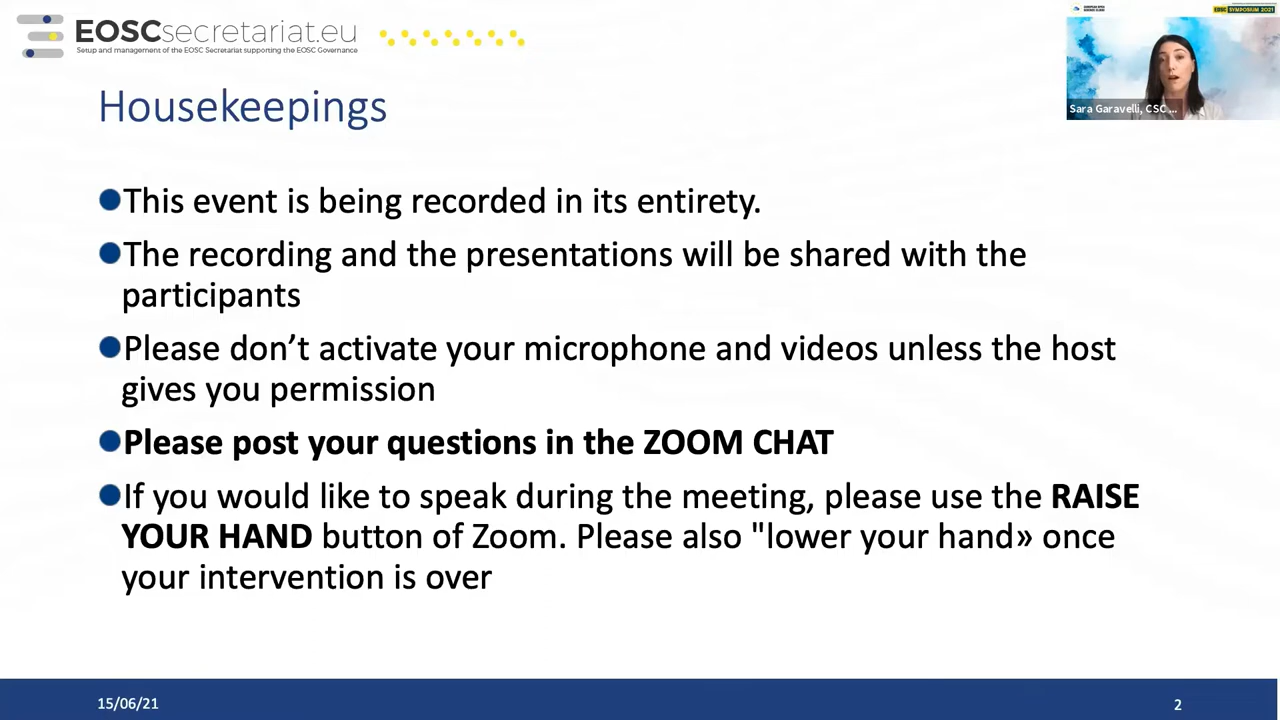 EOSCsecretariat.eu
Setup and management of the EOSC Secretariat supporting the EOSC Governance
EOSC SYMPOSIUM 2021
Sara Garavelli, CSC ...
Housekeepings
This event is being recorded in its entirety.
The recording and the presentations will be shared with the
participants
Please don’t activate your microphone and videos unless the host
gives you permission
Please post your questions in the ZOOM CHAT
If you would like to speak during the meeting, please use the RAISE
YOUR HAND button of Zoom. Please also "lower your hand» once
your intervention is over
15/06/21
2